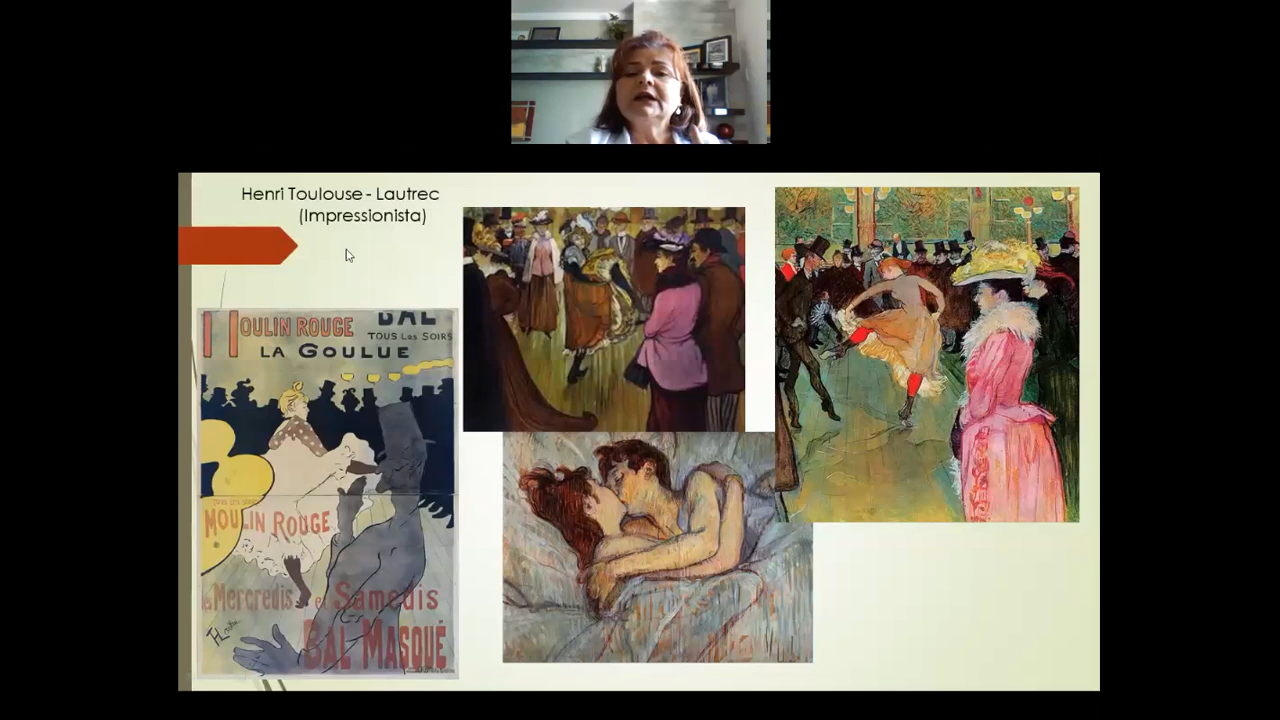 Henri Toulouse - Lautrec
(Impressionista)
MOULIN ROUGE BAL
TOUS LES SOIRS
LA GOULUE
MOULIN ROUGE
les Mercredis et Samedis
BAL MASQUÉ